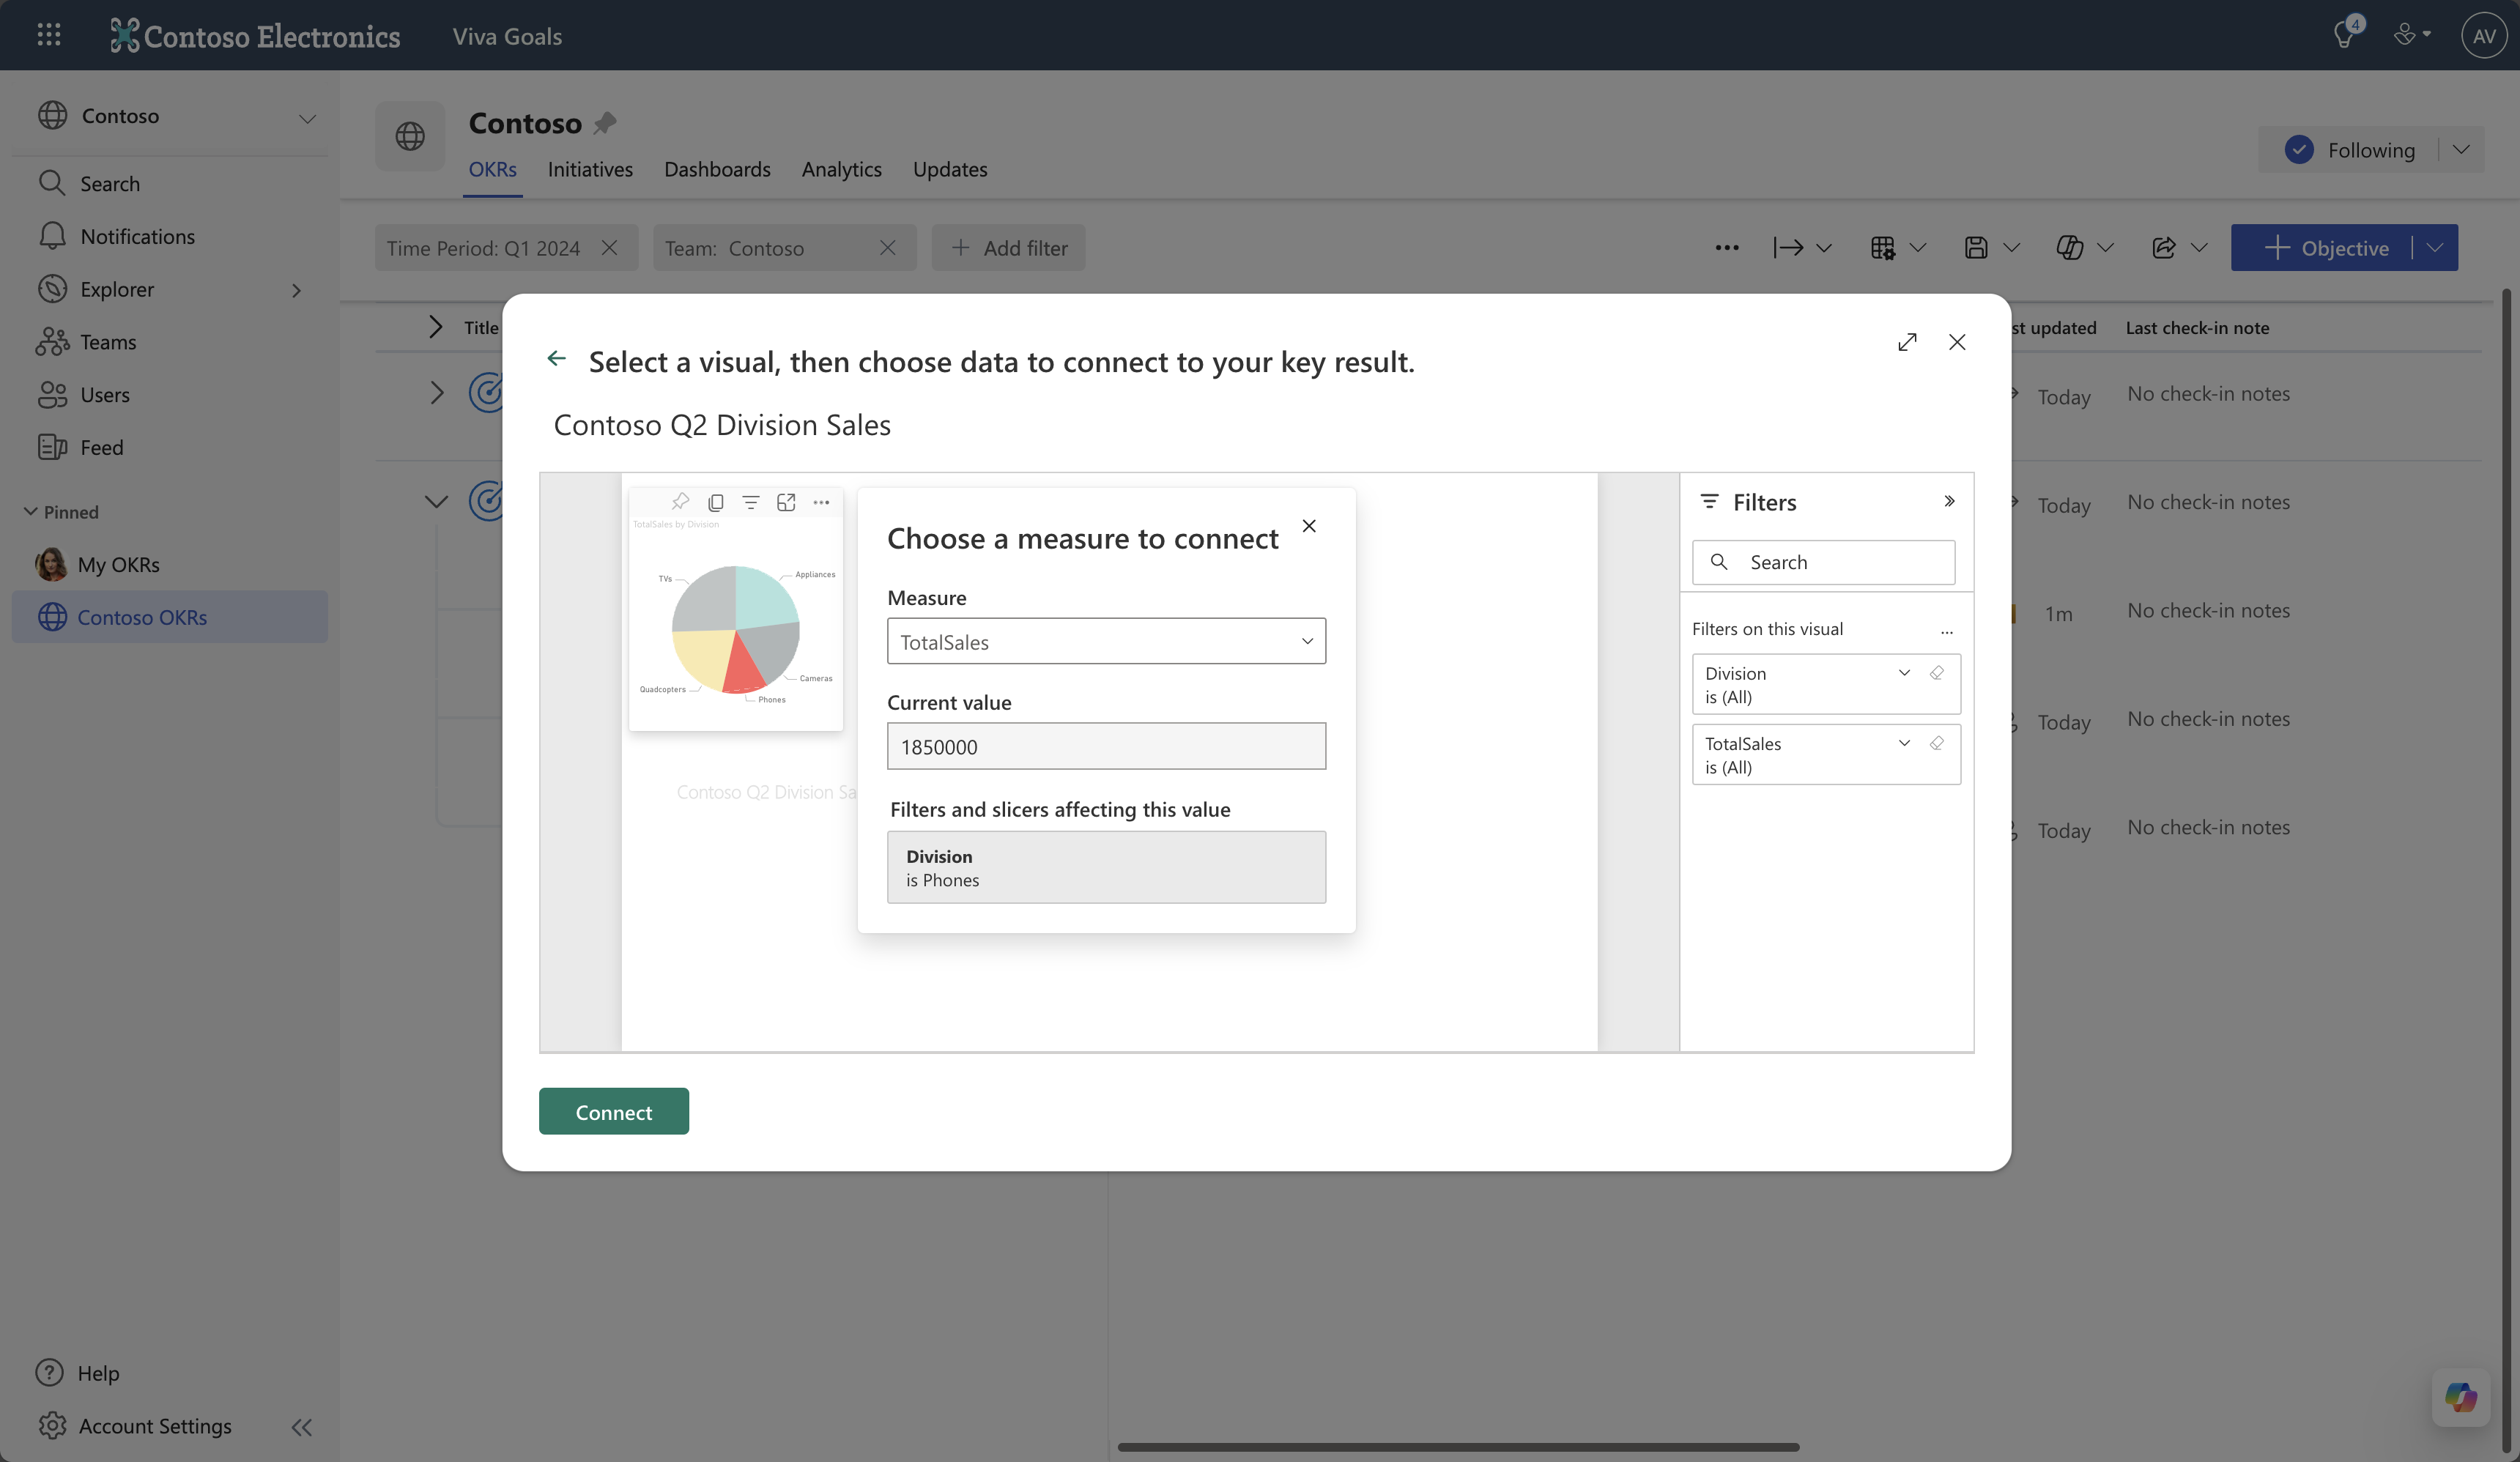 Contoso Electronics
Viva Goals
4
AV
Contoso
Search
Notifications
Explorer
Teams
Users
Feed
Pinned
My OKRs
Contoso OKRs
Help
Account Settings
Contoso
OKRs Initiatives Dashboards Analytics Updates
Following
Time Period: Q1 2024
Team: Contoso
Add filter
Objective
Title
st updated
Last check-in note
Today No check-in notes
Today No check-in notes
1m No check-in notes
Today No check-in notes
Today No check-in notes
Select a visual, then choose data to connect to your key result.
Contoso Q2 Division Sales
TotalSales by Division
TVs
Appliances
Cameras
Quadcopters
Phones
Contoso Q2 Division Sa
Choose a measure to connect
Measure
TotalSales
Current value
1850000
Filters and slicers affecting this value
Division
is Phones
Filters
Search
Filters on this visual
Division
is (All)
TotalSales
is (All)
Connect